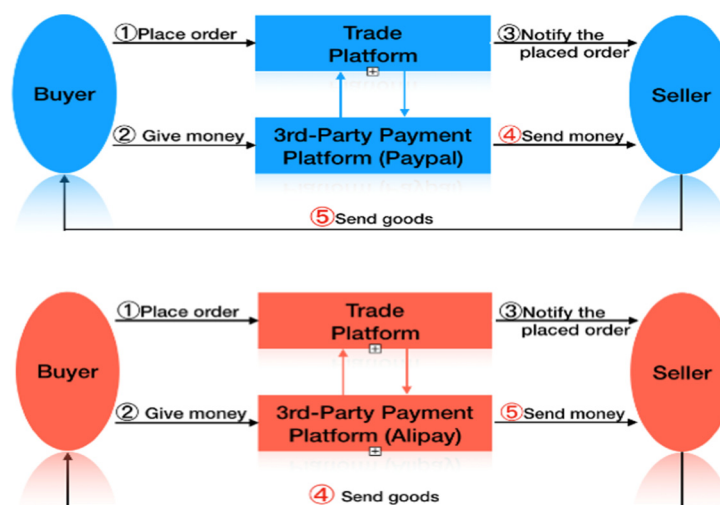 ①Place order
Trade
Platform
③Notify the
placed order
Buyer
Seller
② Give money
3rd-Party Payment
Platform (Paypal)
④Send money
⑤Send goods
①Place order
Trade
Platform
③Notify the
placed order
Buyer
Seller
② Give money
3rd-Party Payment
Platform (Alipay)
⑤Send money
④ Send goods